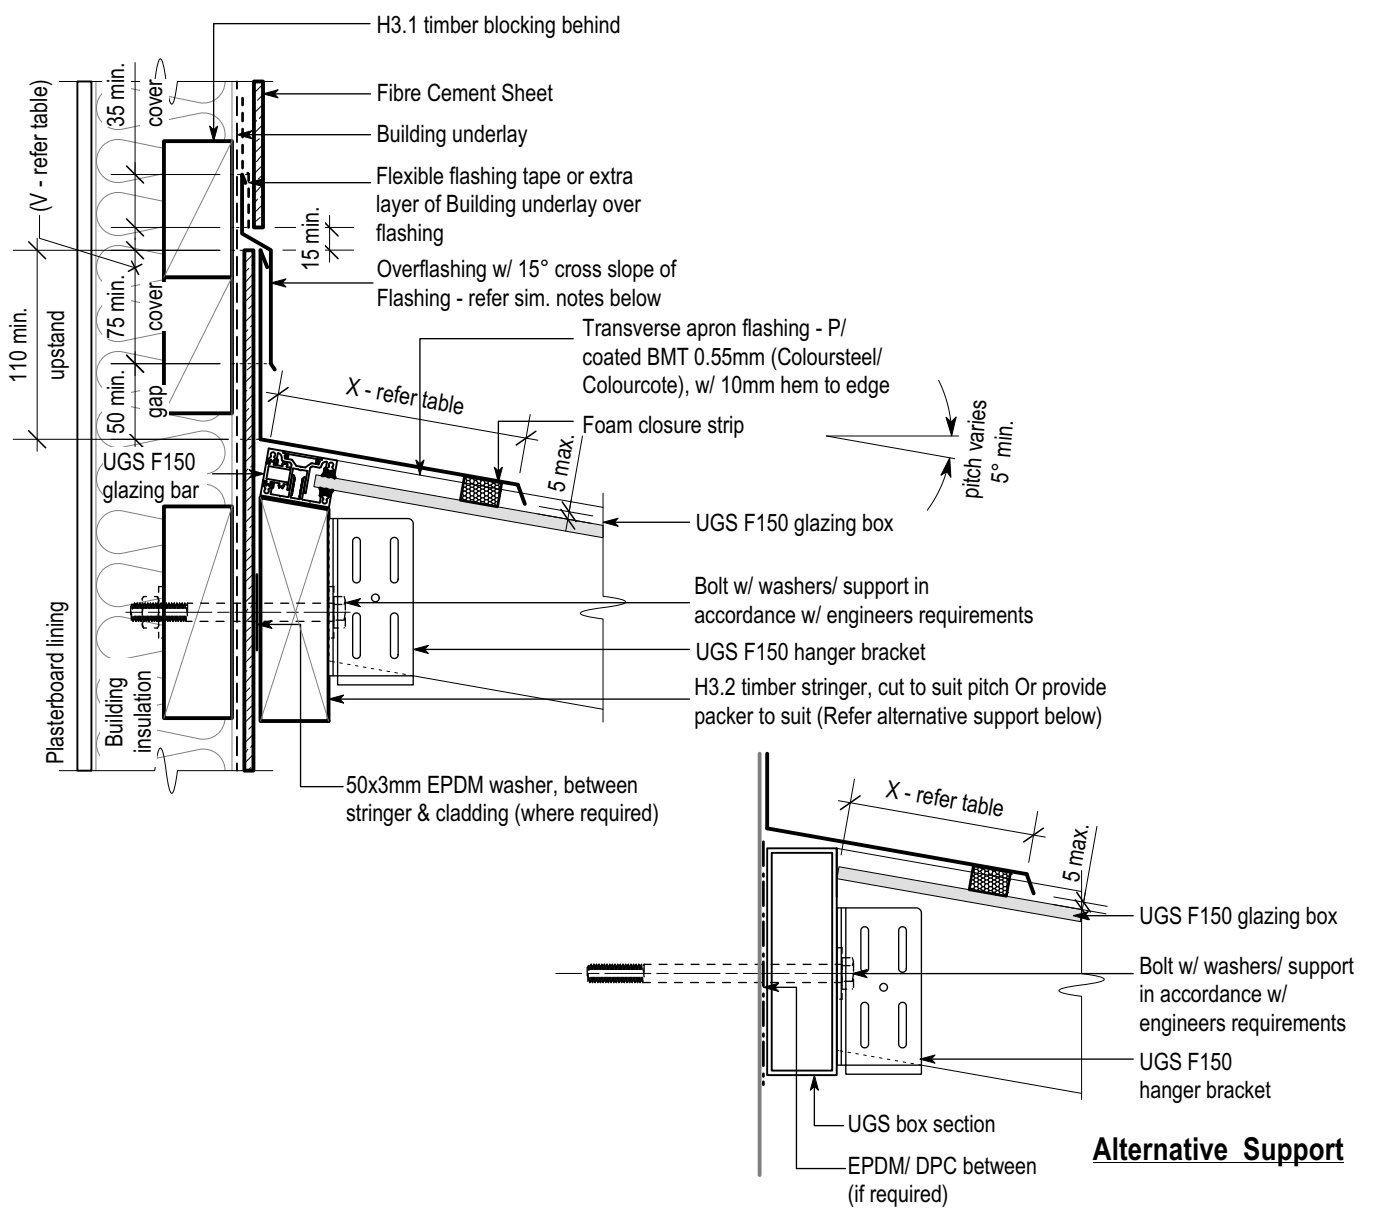 H3.1 timber blocking behind
Fibre Cement Sheet
Building underlay
Flexible flashing tape or extra
layer of Building underlay over
flashing
Overflashing w/ 15° cross slope of
Flashing - refer sim. notes below
Transverse apron flashing - P/
coated BMT 0.55mm (Coloursteel/
Colourcote), w/ 10mm hem to edge
Foam closure strip
(V - refer table)
35 min.
cover
15 min.
110 min.
upstand
75 min.
cover
50 min.
gap
X - refer table
5 max.
pitch varies
5° min.
UGS F150
glazing bar
UGS F150 glazing box
Bolt w/ washers/ support in
accordance w/ engineers requirements
UGS F150 hanger bracket
H3.2 timber stringer, cut to suit pitch Or provide
packer to suit (Refer alternative support below)
Plasterboard lining
Building
insulation
50x3mm EPDM washer, between
stringer & cladding (where required)
X - refer table
5 max.
UGS F150 glazing box
Bolt w/ washers/ support
in accordance w/
engineers requirements
UGS F150
hanger bracket
UGS box section
EPDM/ DPC between
(if required)
Alternative Support